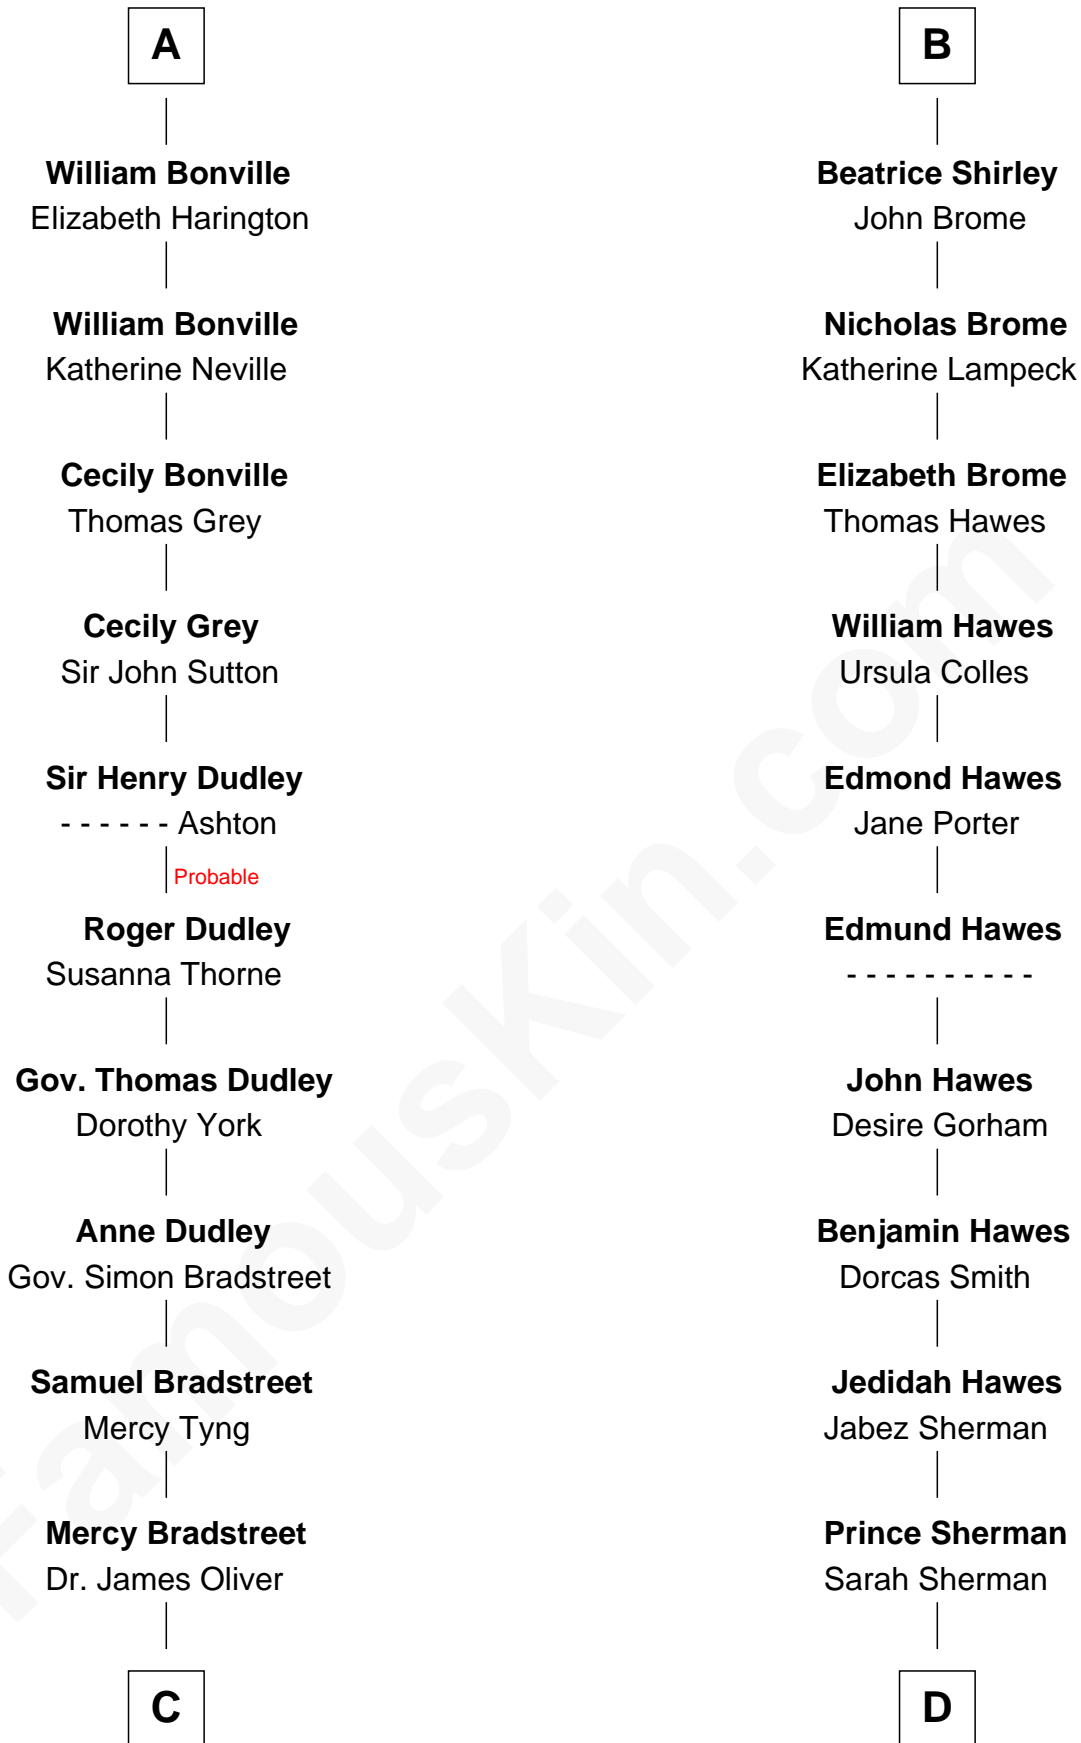 A
William Bonville
Elizabeth Harington
William Bonville
Katherine Neville
Cecily Bonville
Thomas Grey
Cecily Grey
Sir John Sutton
Sir Henry Dudley
- - - - - - Ashton
Probable
Roger Dudley
Susanna Thorne
Gov. Thomas Dudley
Dorothy York
Anne Dudley
Gov. Simon Bradstreet
Samuel Bradstreet
Mercy Tyng
Mercy Bradstreet
Dr. James Oliver
C
B
Beatrice Shirley
John Brome
Nicholas Brome
Katherine Lampeck
Elizabeth Brome
Thomas Hawes
William Hawes
Ursula Colles
Edmond Hawes
Jane Porter
Edmund Hawes
- - - - - - - - - -
John Hawes
Desire Gorham
Benjamin Hawes
Dorcas Smith
Jedidah Hawes
Jabez Sherman
Prince Sherman
Sarah Sherman
D
FamousKin.com